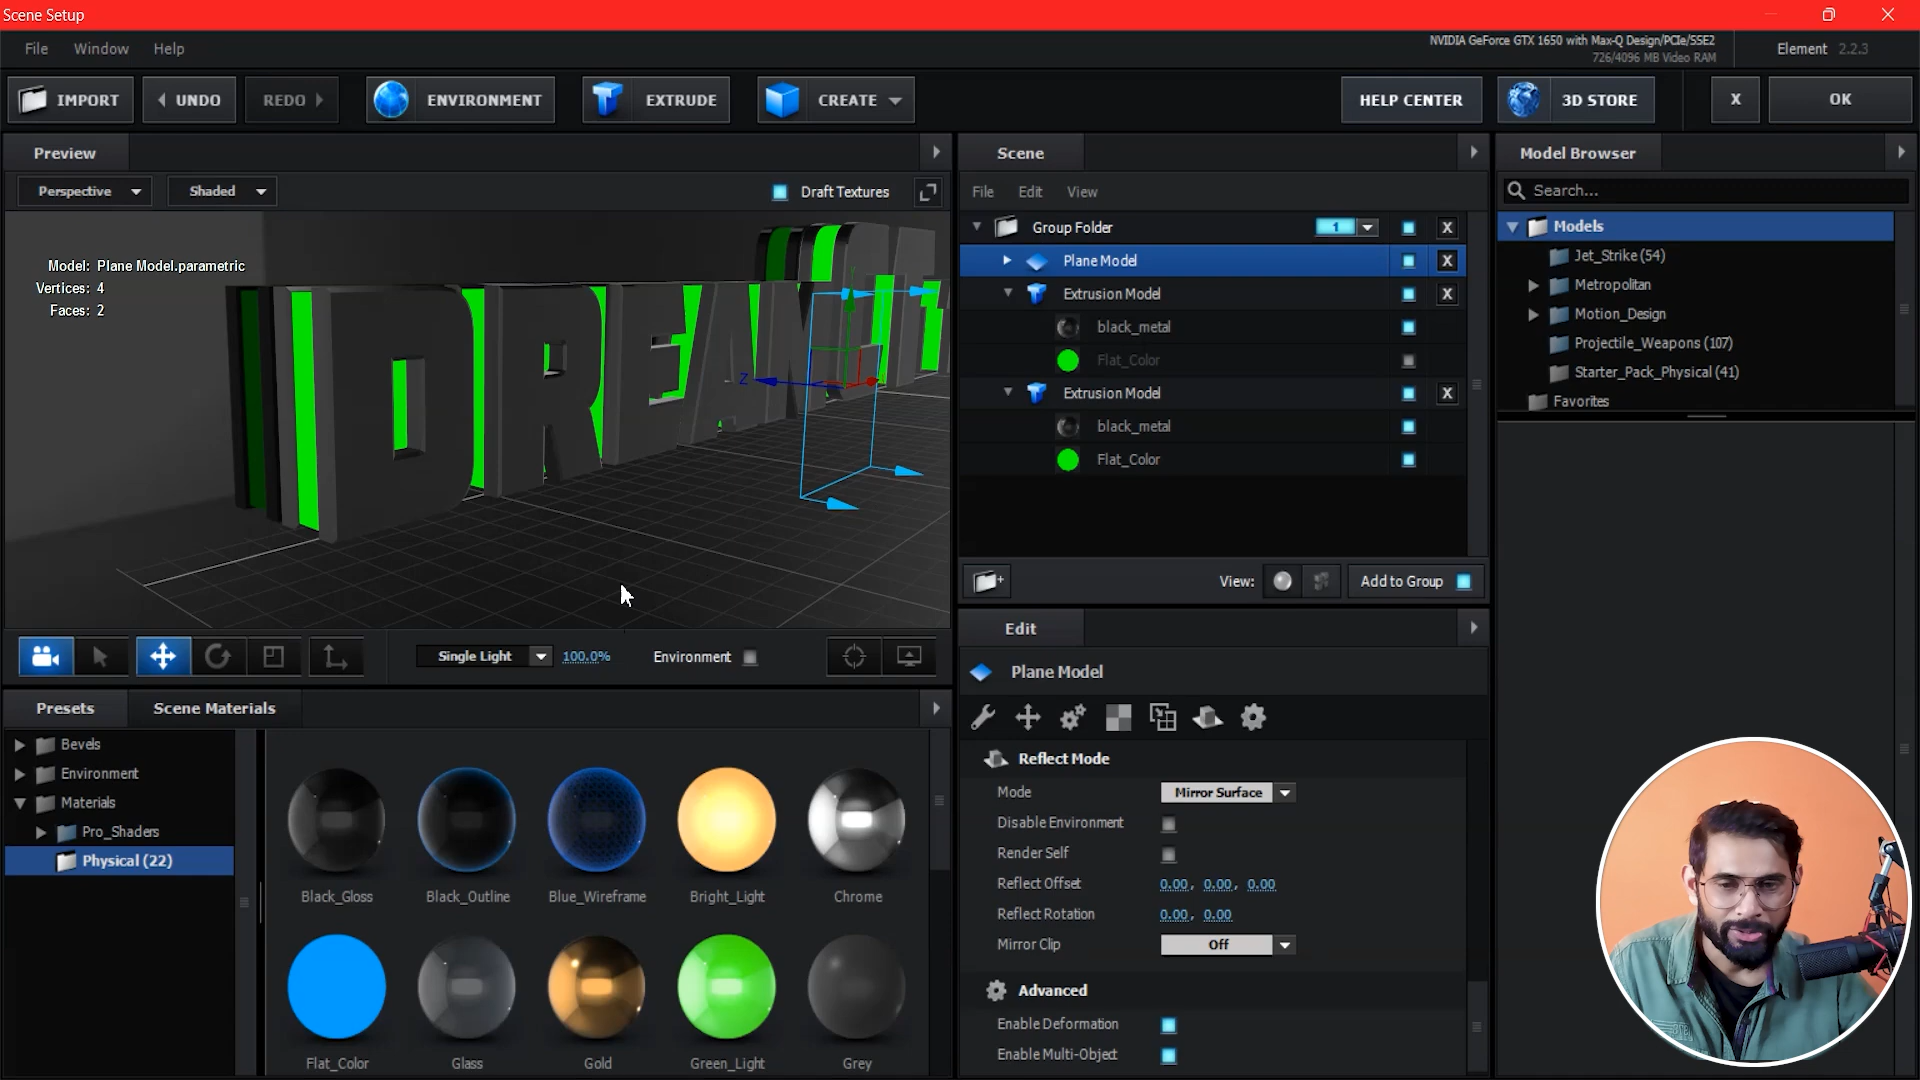 Scene Setup
File Window Help
NVIDIA GeForce GTX 1650 with Max-Q Design/PCIe/SSE2
726/4096 MB Video RAM
Element 2.2.3
IMPORT
UNDO
REDO
ENVIRONMENT
EXTRUDE
CREATE
HELP CENTER
3D STORE
X
OK
Preview
Perspective
Shaded
Draft Textures
Model: Plane Model.parametric
Vertices: 4
Faces: 2
DREAM
Z
Single Light
100.0%
Environment
Scene
File Edit View
Group Folder
1
X
Plane Model
X
Extrusion Model
X
black_metal
Flat_Color
Extrusion Model
X
black_metal
Flat_Color
View:
Add to Group
Model Browser
Search...
Models
Jet_Strike (54)
Metropolitan
Motion_Design
Projectile_Weapons (107)
Starter_Pack_Physical (41)
Favorites
Presets
Scene Materials
Bevels
Environment
Materials
Pro_Shaders
Physical (22)
Black_Gloss
Black_Outline
Blue_Wireframe
Bright_Light
Chrome
Flat_Color
Glass
Gold
Green_Light
Grey
Edit
Plane Model
Reflect Mode
Mode
Mirror Surface
Disable Environment
Render Self
Reflect Offset
0.00, 0.00, 0.00
Reflect Rotation
0.00, 0.00
Mirror Clip
Off
Advanced
Enable Deformation
Enable Multi-Object